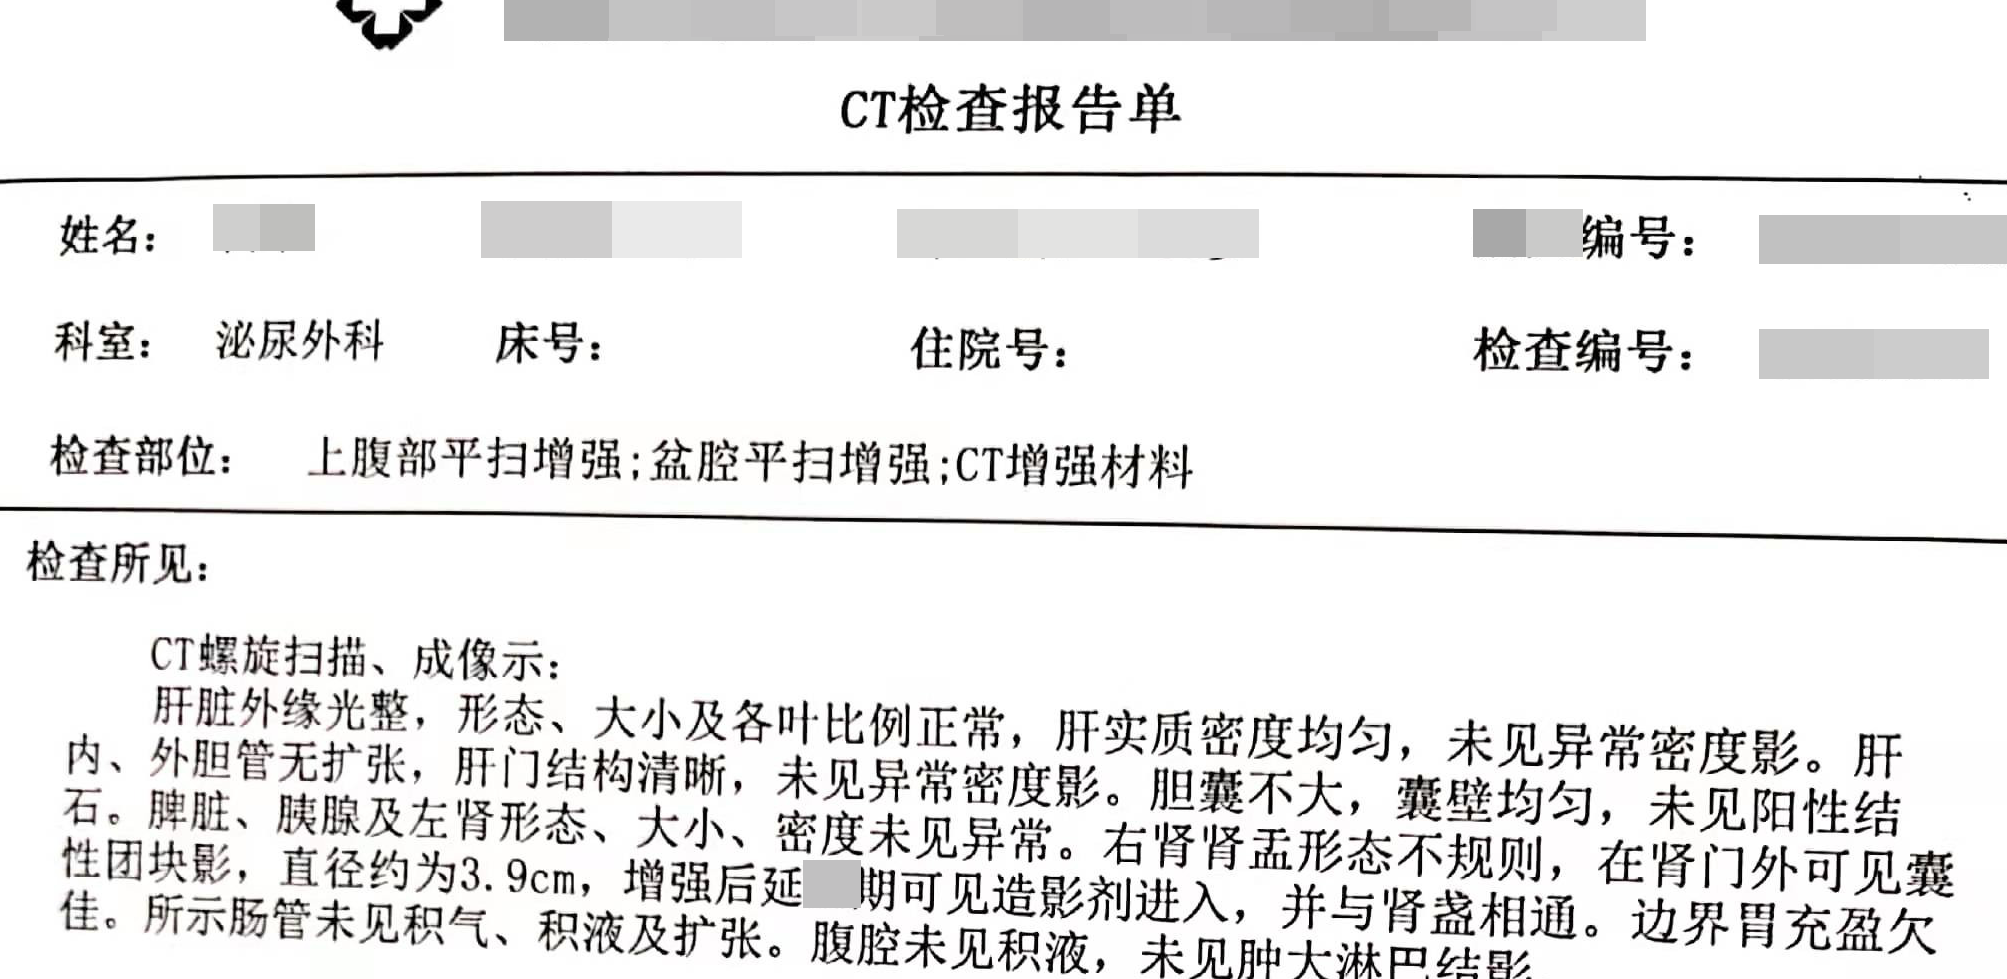 CT检查报告单
姓名： 编号：
科室： 泌尿外科 床号： 住院号： 检查编号：
检查部位： 上腹部平扫增强;盆腔平扫增强;CT增强材料
检查所见：
CT螺旋扫描、成像示：
肝脏外缘光整，形态、大小及各叶比例正常，肝实质密度均匀，未见异常密度影。肝
内、外胆管无扩张，肝门结构清晰，未见异常密度影。胆囊不大，囊壁均匀，未见阳性结
石。脾脏、胰腺及左肾形态、大小、密度未见异常。右肾肾盂形态不规则，在肾门外可见囊
性团块影，直径约为3.9cm，增强后延 期可见造影剂进入，并与肾盏相通。边界胃充盈欠
佳。所示肠管未见积气、积液及扩张。腹腔未见积液，未见肿大淋巴结影